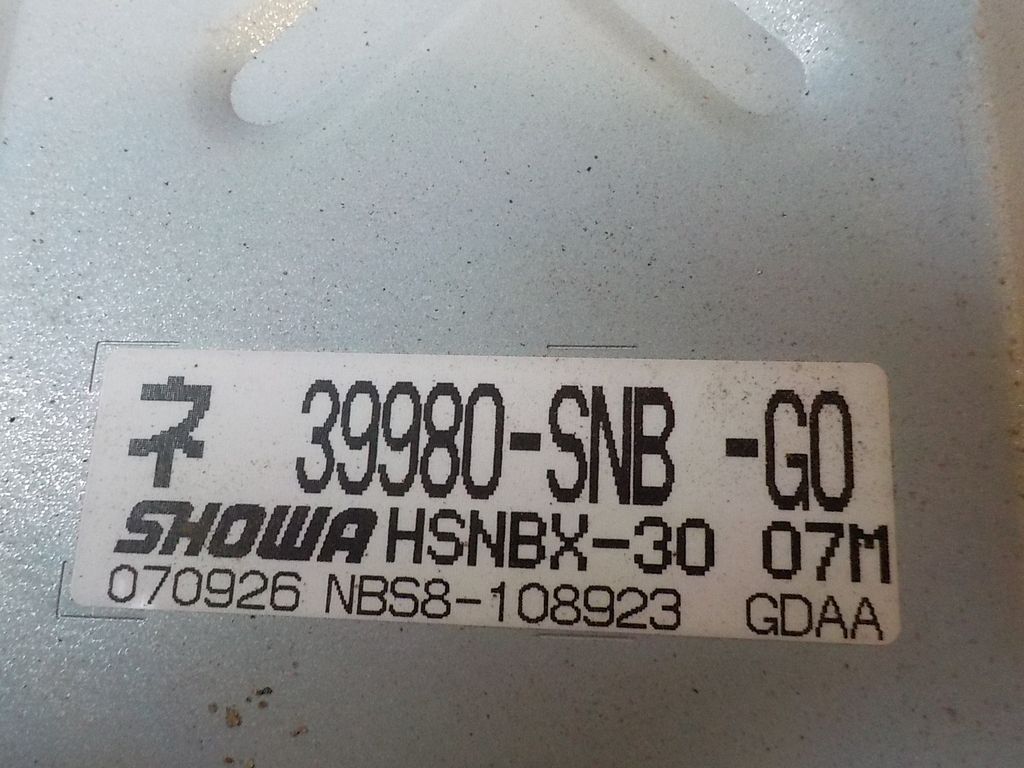 ネ 39980-SNB -G0
SHOWA HSNBX-30 07M
070926 NBS8-108923 GDAA